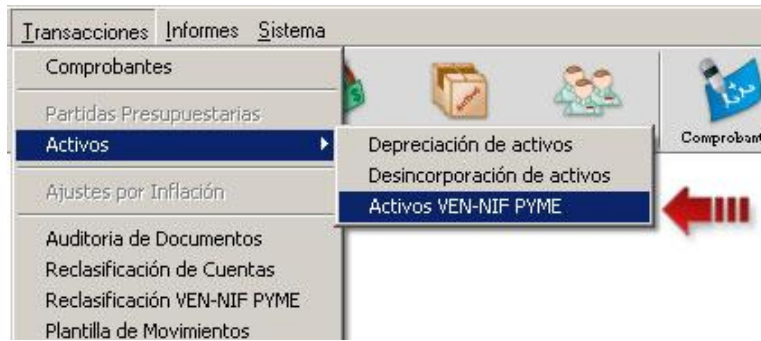 Transacciones Informes Sistema
Comprobantes
Partidas Presupuestarias
Activos
Depreciación de activos
Desincorporación de activos
Activos VEN-NIF PYME
Ajustes por Inflación
Auditoria de Documentos
Reclasificación de Cuentas
Reclasificación VEN-NIF PYME
Plantilla de Movimientos
Comproban